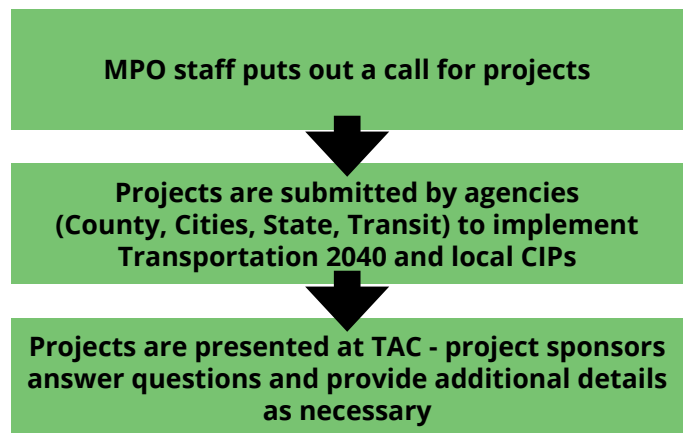 MPO staff puts out a call for projects
Projects are submitted by agencies
(County, Cities, State, Transit) to implement
Transportation 2040 and local CIPs
Projects are presented at TAC - project sponsors
answer questions and provide additional details
as necessary